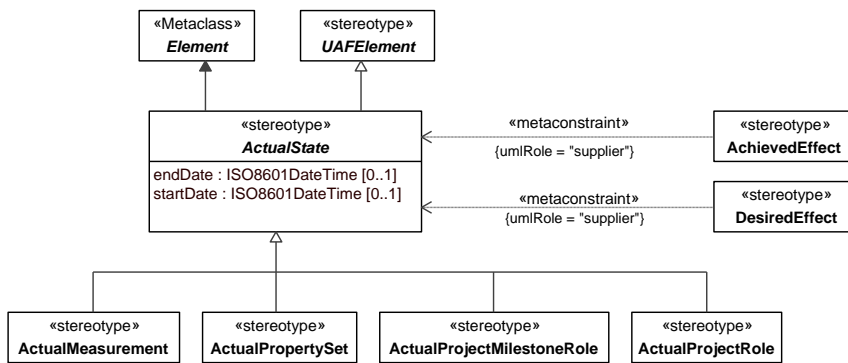 «Metaclass»
Element
«stereotype»
UAFElement
«stereotype»
ActualState
endDate : ISO8601DateTime [0..1]
startDate : ISO8601DateTime [0..1]
«metaconstraint»
{umlRole = "supplier"}
«stereotype»
AchievedEffect
«metaconstraint»
{umlRole = "supplier"}
«stereotype»
DesiredEffect
«stereotype»
ActualMeasurement
«stereotype»
ActualPropertySet
«stereotype»
ActualProjectMilestoneRole
«stereotype»
ActualProjectRole